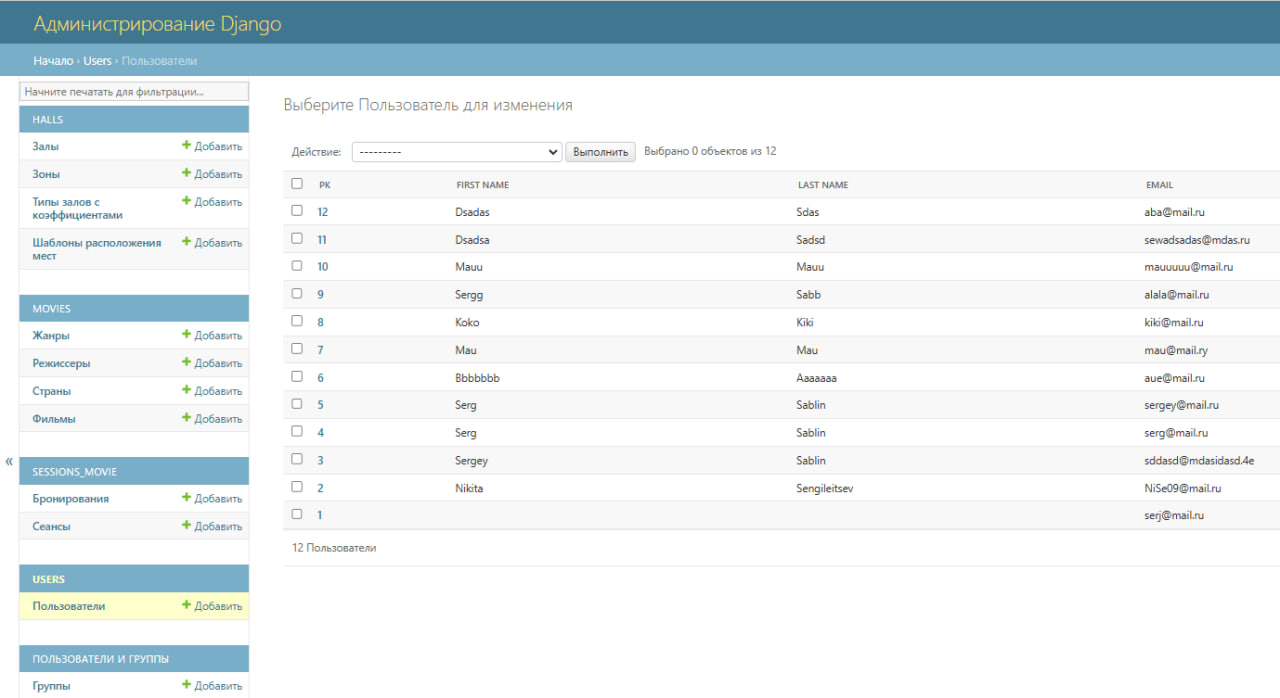 Администрирование Django
Начало › Users › Пользователи
Начните печатать для фильтрации...
HALLS
Залы Добавить
Зоны Добавить
Типы залов с коэффициентами Добавить
Шаблоны расположения мест Добавить
MOVIES
Жанры Добавить
Режиссеры Добавить
Страны Добавить
Фильмы Добавить
«
SESSIONS_MOVIE
Бронирования Добавить
Сеансы Добавить
USERS
Пользователи Добавить
ПОЛЬЗОВАТЕЛИ И ГРУППЫ
Группы Добавить
Выберите Пользователь для изменения
Действие: --------- Выполнить Выбрано 0 объектов из 12
PK FIRST NAME LAST NAME EMAIL
12 Dsadas Sdas aba@mail.ru
11 Dsadsa Sadsd sewadsadas@mdas.ru
10 Mauu Mauu mauuuuu@mail.ru
9 Sergg Sabb alala@mail.ru
8 Koko Kiki kiki@mail.ru
7 Mau Mau mau@mail.ry
6 Bbbbbbb Aaaaaaa aue@mail.ru
5 Serg Sablin sergey@mail.ru
4 Serg Sablin serg@mail.ru
3 Sergey Sablin sddasd@mdasidasd.4e
2 Nikita Sengileitsev NiSe09@mail.ru
1 serj@mail.ru
12 Пользователи